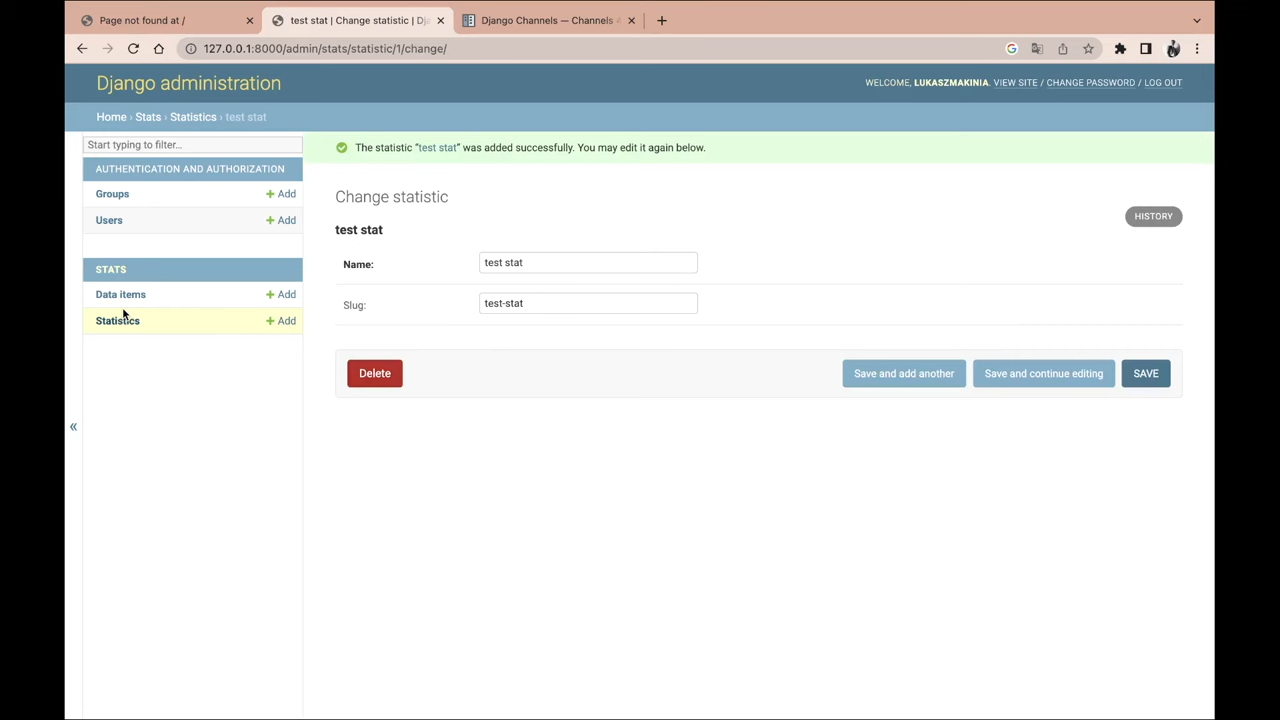 Page not found at /
test stat | Change statistic | Dj
Django Channels — Channels 4
127.0.0.1:8000/admin/stats/statistic/1/change/
Django administration
WELCOME, LUKASZMAKINIA. VIEW SITE / CHANGE PASSWORD / LOG OUT
Home › Stats › Statistics › test stat
Start typing to filter...
The statistic “test stat” was added successfully. You may edit it again below.
AUTHENTICATION AND AUTHORIZATION
Groups + Add
Users + Add
STATS
Data items + Add
Statistics + Add
«
Change statistic
HISTORY
test stat
Name: test stat
Slug: test-stat
Delete Save and add another Save and continue editing SAVE